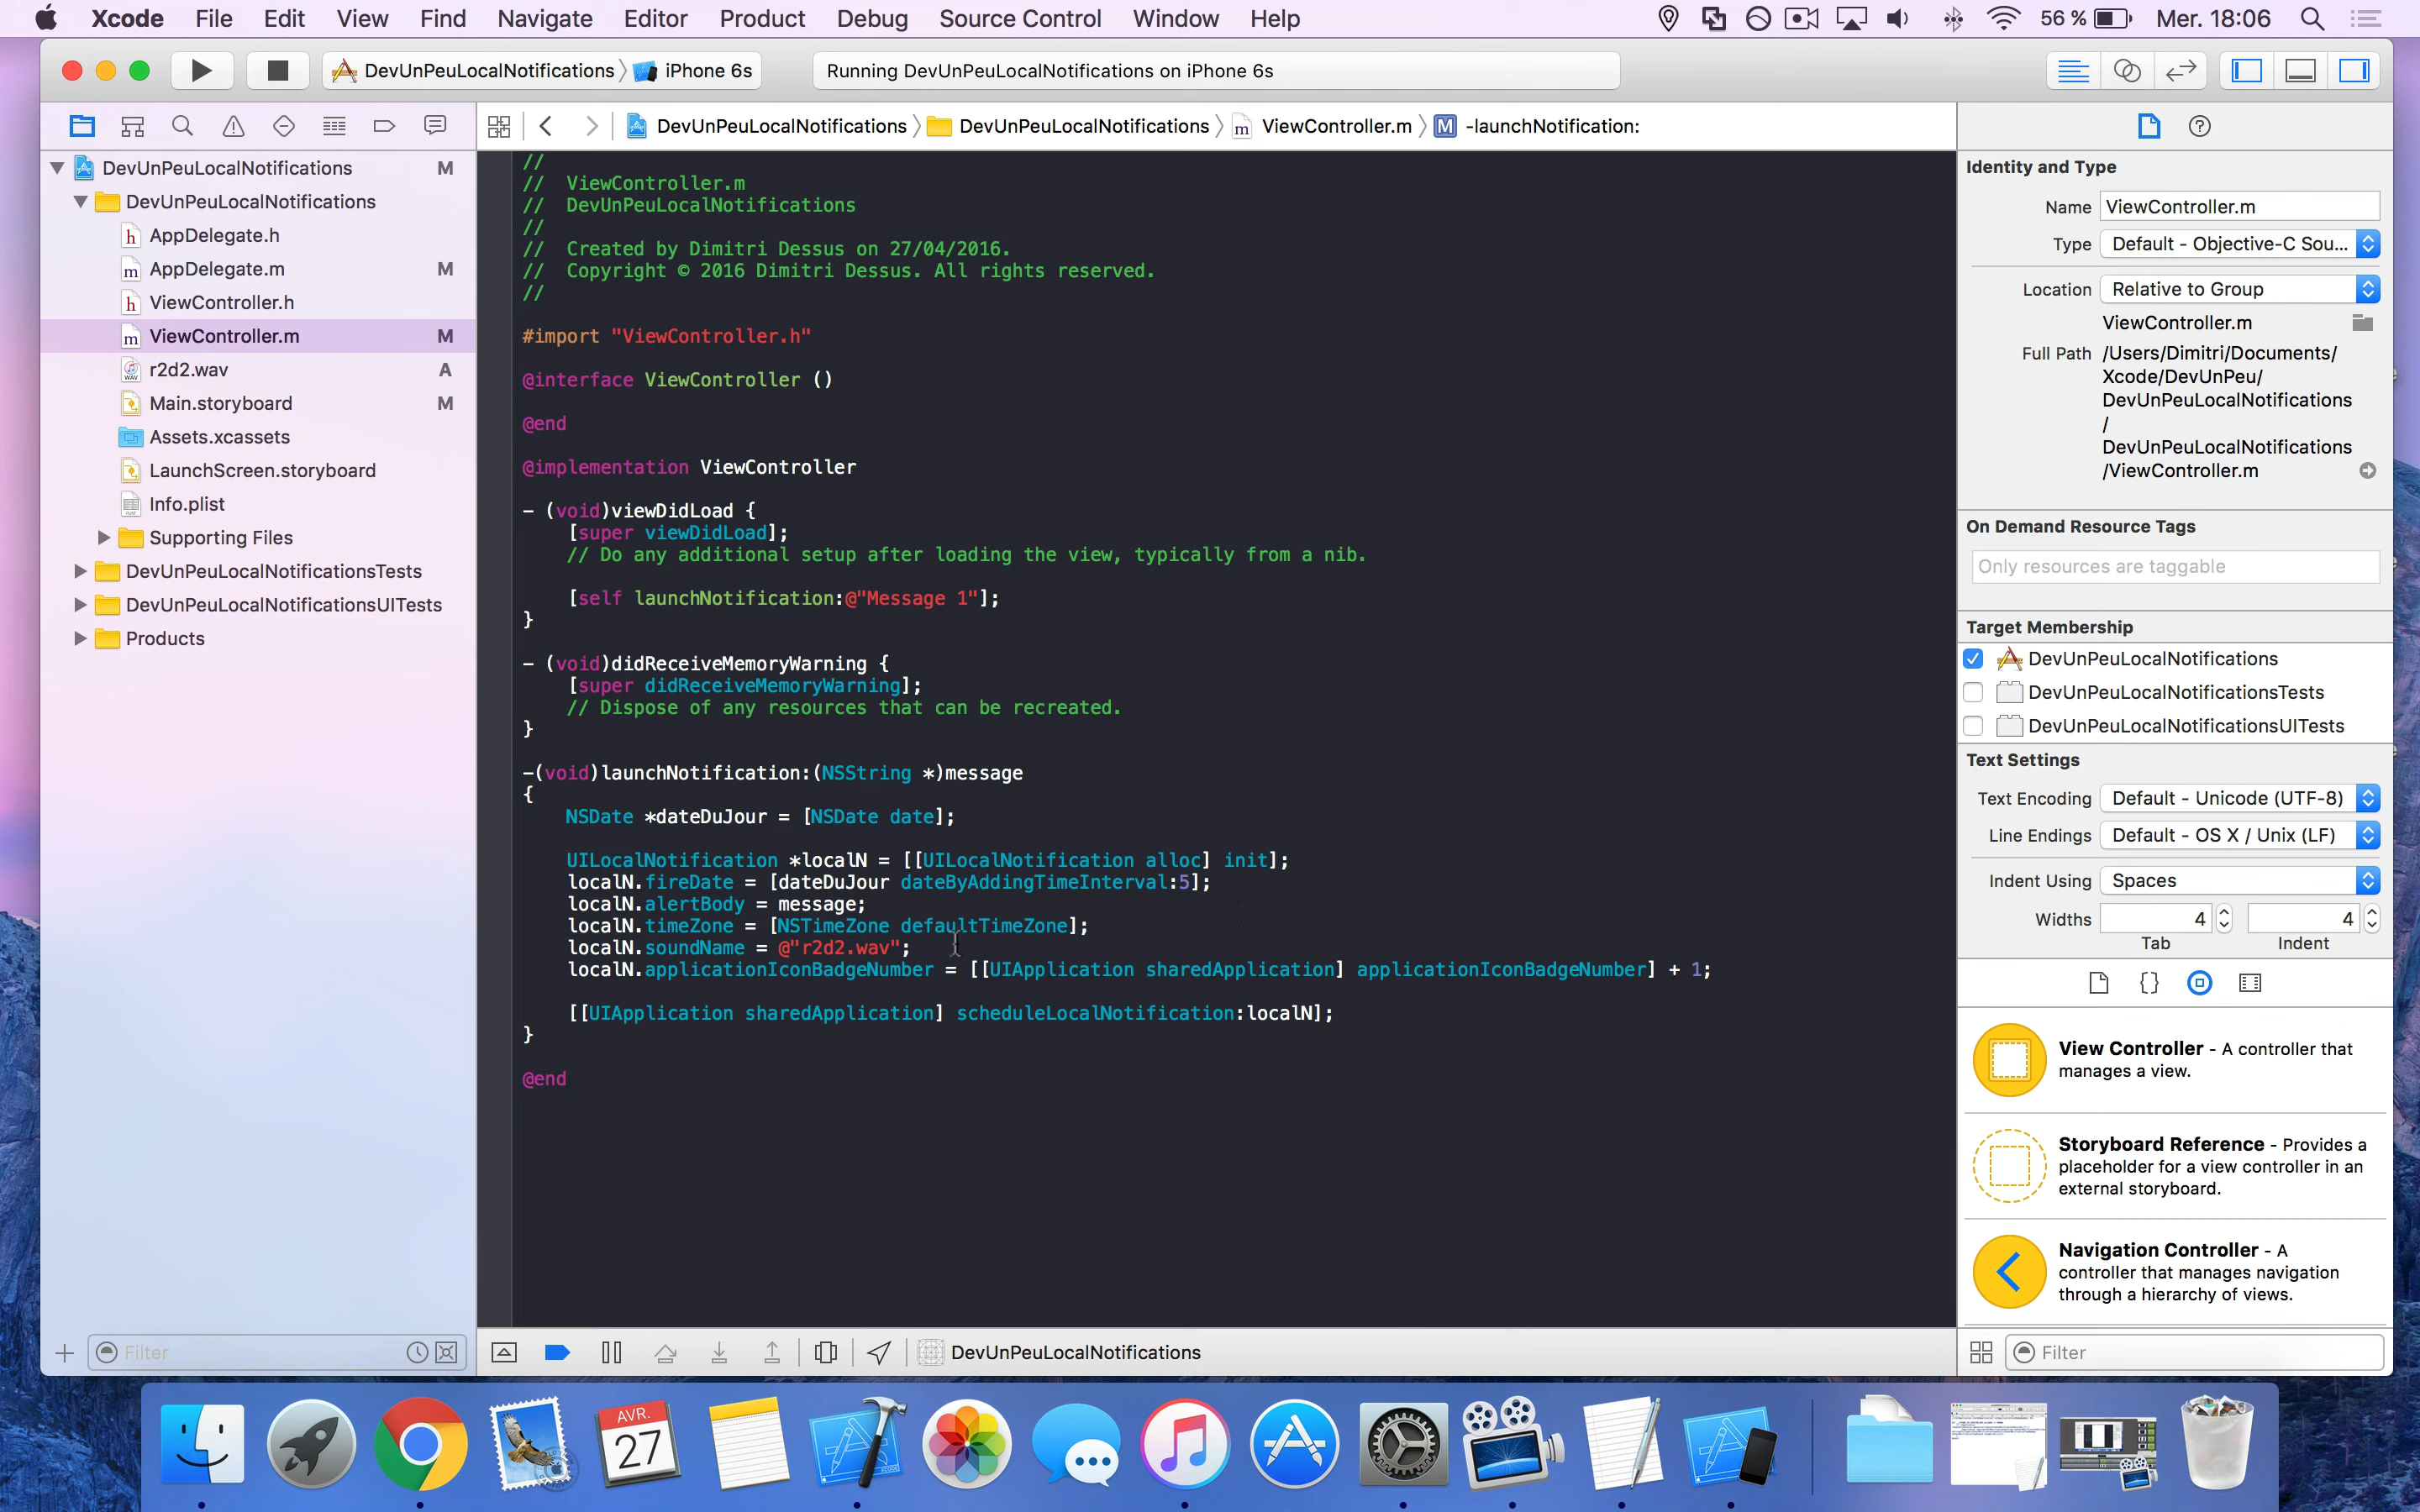 Xcode File Edit View Find Navigate Editor Product Debug Source Control Window Help 56 % Mer. 18:06
DevUnPeuLocalNotifications iPhone 6s Running DevUnPeuLocalNotifications on iPhone 6s
DevUnPeuLocalNotifications DevUnPeuLocalNotifications m ViewController.m M -launchNotification:
DevUnPeuLocalNotifications M
DevUnPeuLocalNotifications
h AppDelegate.h
m AppDelegate.m M
h ViewController.h
m ViewController.m M
WAV r2d2.wav A
Main.storyboard M
Assets.xcassets
LaunchScreen.storyboard
Info.plist
Supporting Files
DevUnPeuLocalNotificationsTests
DevUnPeuLocalNotificationsUITests
Products
Filter
//
// ViewController.m
// DevUnPeuLocalNotifications
//
// Created by Dimitri Dessus on 27/04/2016.
// Copyright © 2016 Dimitri Dessus. All rights reserved.
//
#import "ViewController.h"
@interface ViewController ()
@end
@implementation ViewController
- (void)viewDidLoad {
[super viewDidLoad];
// Do any additional setup after loading the view, typically from a nib.
[self launchNotification:@"Message 1"];
}
- (void)didReceiveMemoryWarning {
[super didReceiveMemoryWarning];
// Dispose of any resources that can be recreated.
}
-(void)launchNotification:(NSString *)message
{
NSDate *dateDuJour = [NSDate date];
UILocalNotification *localN = [[UILocalNotification alloc] init];
localN.fireDate = [dateDuJour dateByAddingTimeInterval:5];
localN.alertBody = message;
localN.timeZone = [NSTimeZone defaultTimeZone];
localN.soundName = @"r2d2.wav";
localN.applicationIconBadgeNumber = [[UIApplication sharedApplication] applicationIconBadgeNumber] + 1;
[[UIApplication sharedApplication] scheduleLocalNotification:localN];
}
@end
DevUnPeuLocalNotifications
Identity and Type
Name ViewController.m
Type Default - Objective-C Sou...
Location Relative to Group
ViewController.m
Full Path /Users/Dimitri/Documents/
Xcode/DevUnPeu/
DevUnPeuLocalNotifications
/
DevUnPeuLocalNotifications
/ViewController.m
On Demand Resource Tags
Only resources are taggable
Target Membership
DevUnPeuLocalNotifications
DevUnPeuLocalNotificationsTests
DevUnPeuLocalNotificationsUITests
Text Settings
Text Encoding Default - Unicode (UTF-8)
Line Endings Default - OS X / Unix (LF)
Indent Using Spaces
Widths 4 4
Tab Indent
View Controller - A controller that
manages a view.
Storyboard Reference - Provides a
placeholder for a view controller in an
external storyboard.
Navigation Controller - A
controller that manages navigation
through a hierarchy of views.
Filter
AVR.
27